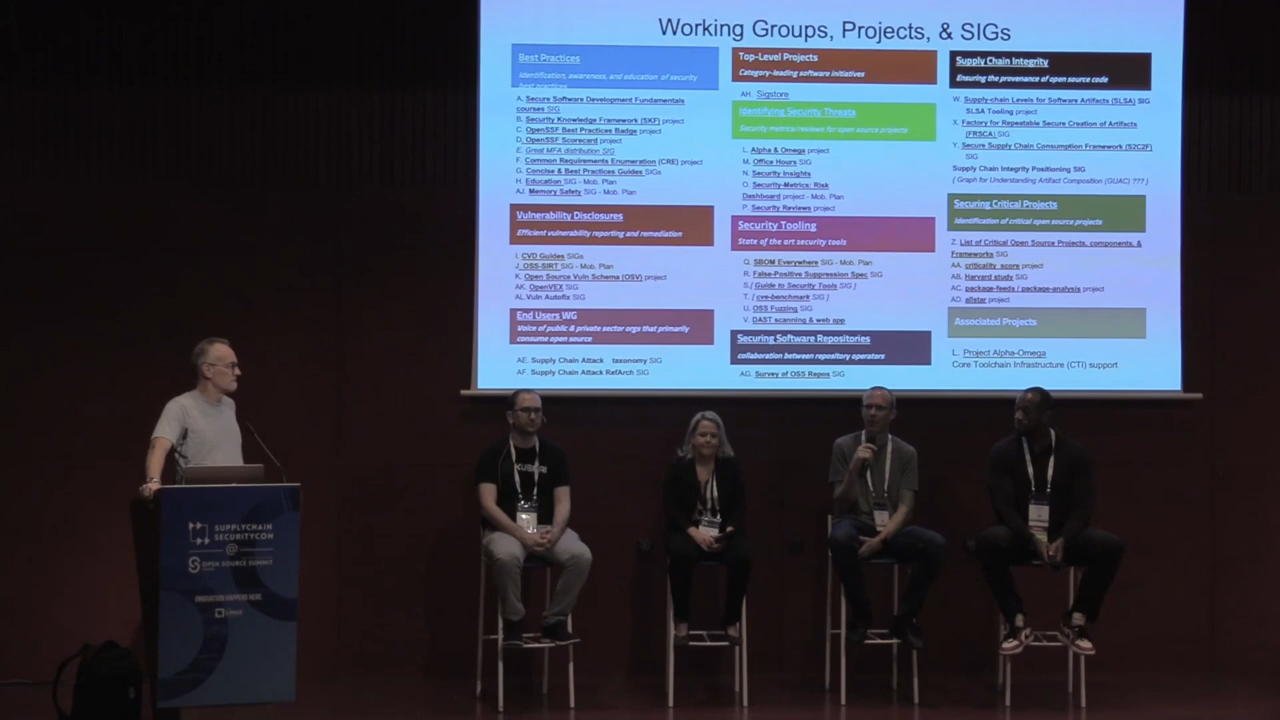 Working Groups, Projects, & SIGs
Best Practices
Identification, awareness, and education of security
best practices
A. Secure Software Development Fundamentals
courses SIG
B. Security Knowledge Framework (SKF) project
C. OpenSSF Best Practices Badge project
D. OpenSSF Scorecard project
E. Great MFA distribution SIG
F. Common Requirements Enumeration (CRE) project
G. Concise & Best Practices Guides SIGs
H. Education SIG - Mob. Plan
AJ. Memory Safety SIG - Mob. Plan
Vulnerability Disclosures
Efficient vulnerability reporting and remediation
I. CVD Guides SIGs
J. OSS-SIRT SIG - Mob. Plan
K. Open Source Vuln Schema (OSV) project
AK. OpenVEX SIG
AL. Vuln Autofix SIG
End Users WG
Voice of public & private sector orgs that primarily
consume open source
AE. Supply Chain Attack taxonomy SIG
AF. Supply Chain Attack RefArch SIG
Top-Level Projects
Category-leading software initiatives
AH. Sigstore
Identifying Security Threats
Security metrics/reviews for open source projects
L. Alpha & Omega project
M. Office Hours SIG
N. Security Insights
O. Security-Metrics: Risk
Dashboard project - Mob. Plan
P. Security Reviews project
Security Tooling
State of the art security tools
Q. SBOM Everywhere SIG - Mob. Plan
R. False-Positive Suppression Spec SIG
S.( Guide to Security Tools SIG )
T. ( cve-benchmark SIG )
U. OSS Fuzzing SIG
V. DAST scanning & web app
Securing Software Repositories
collaboration between repository operators
AG. Survey of OSS Repos SIG
Supply Chain Integrity
Ensuring the provenance of open source code
W. Supply-chain Levels for Software Artifacts (SLSA) SIG
SLSA Tooling project
X. Factory for Repeatable Secure Creation of Artifacts
(FRSCA) SIG
Y. Secure Supply Chain Consumption Framework (S2C2F)
SIG
Supply Chain Integrity Positioning SIG
( Graph for Understanding Artifact Composition (GUAC) ??? )
Securing Critical Projects
Identification of critical open source projects
Z. List of Critical Open Source Projects, components, &
Frameworks SIG
AA. criticality_score project
AB. Harvard study SIG
AC. package-feeds / package-analysis project
AD. allstar project
Associated Projects
L. Project Alpha-Omega
Core Toolchain Infrastructure (CTI) support
SUPPLYCHAIN
SECURITYCON
@
OPEN SOURCE SUMMIT
INNOVATION HAPPENS HERE